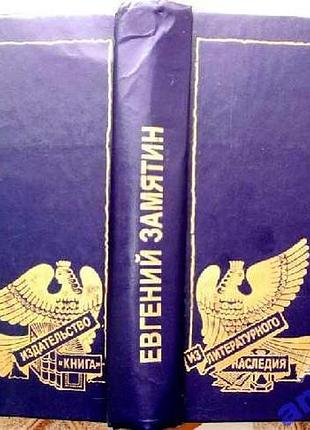 ИЗДАТЕЛЬСТВО
«КНИГА»
ЕВГЕНИЙ ЗАМЯТИН
ИЗ
ЛИТЕРАТУРНОГО
НАСЛЕДИЯ